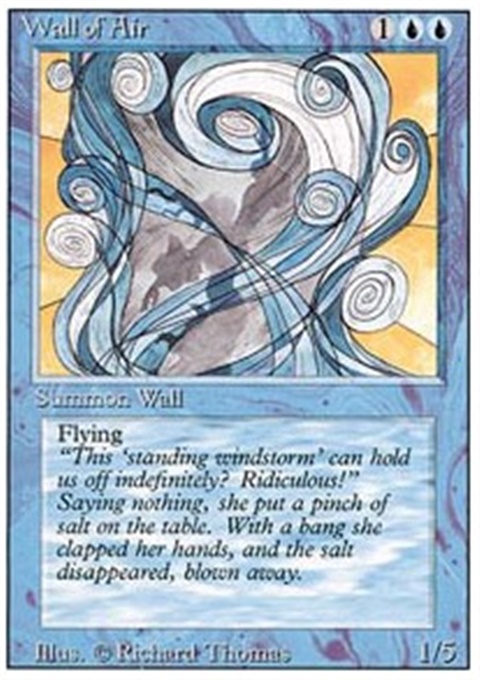 Wall of Air 1
Summon Wall
Flying
“This ‘standing windstorm’ can hold
us off indefinitely? Ridiculous!”
Saying nothing, she put a pinch of
salt on the table. With a bang she
clapped her hands, and the salt
disappeared, blown away.
Illus. © Richard Thomas 1/5